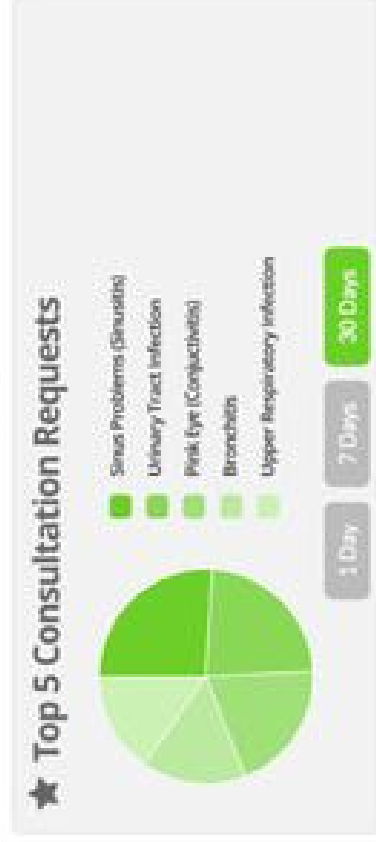 Top 5 Consultation Requests
Sinus Problems (Sinusitis)
Urinary Tract Infection
Pink Eye (Conjuctivitis)
Bronchitis
Upper Respiratory Infection
1 Day
7 Days
30 Days